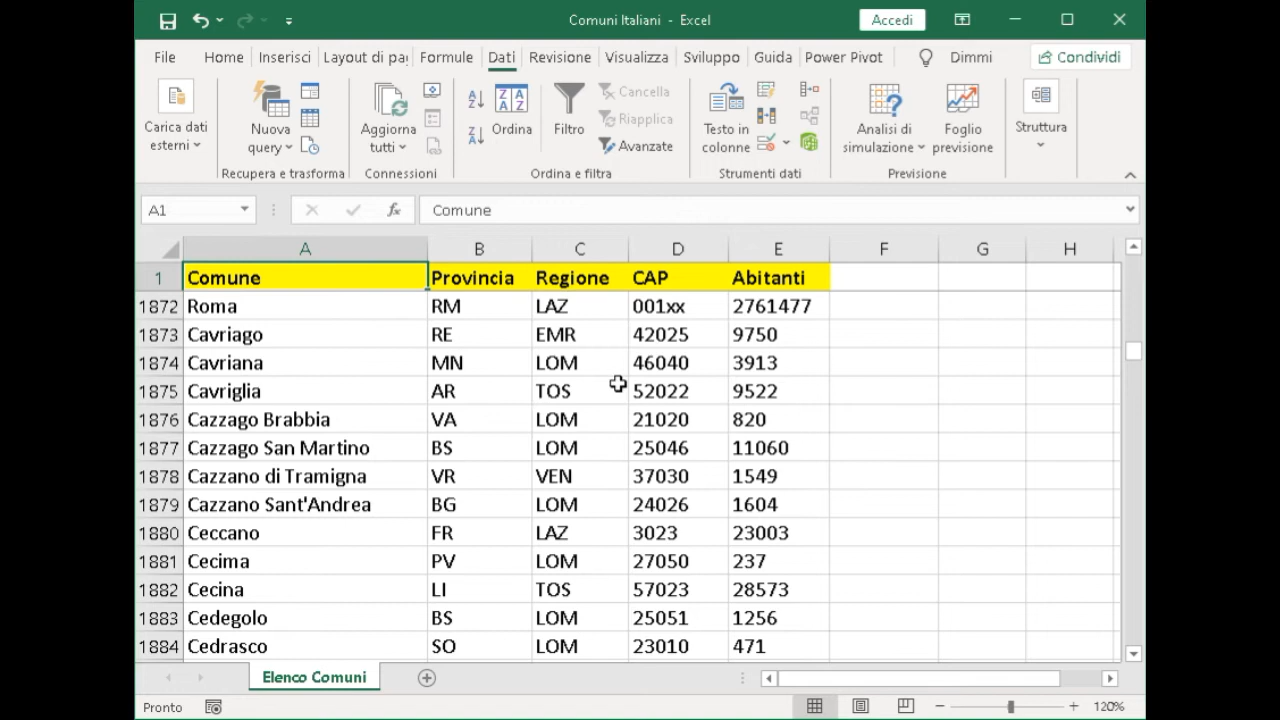 Comuni Italiani - Excel
Accedi
File Home Inserisci Layout di pa Formule Dati Revisione Visualizza Sviluppo Guida Power Pivot Dimmi Condividi
Carica dati esterni
Nuova query
Aggiorna tutti
Ordina
Filtro
Cancella
Riapplica
Avanzate
Testo in colonne
Analisi di simulazione
Foglio previsione
Struttura
Recupera e trasforma Connessioni Ordina e filtra Strumenti dati Previsione
A1 fx Comune
A B C D E F G H
1 Comune Provincia Regione CAP Abitanti
1872 Roma RM LAZ 001xx 2761477
1873 Cavriago RE EMR 42025 9750
1874 Cavriana MN LOM 46040 3913
1875 Cavriglia AR TOS 52022 9522
1876 Cazzago Brabbia VA LOM 21020 820
1877 Cazzago San Martino BS LOM 25046 11060
1878 Cazzano di Tramigna VR VEN 37030 1549
1879 Cazzano Sant'Andrea BG LOM 24026 1604
1880 Ceccano FR LAZ 3023 23003
1881 Cecima PV LOM 27050 237
1882 Cecina LI TOS 57023 28573
1883 Cedegolo BS LOM 25051 1256
1884 Cedrasco SO LOM 23010 471
Elenco Comuni
Pronto
120%